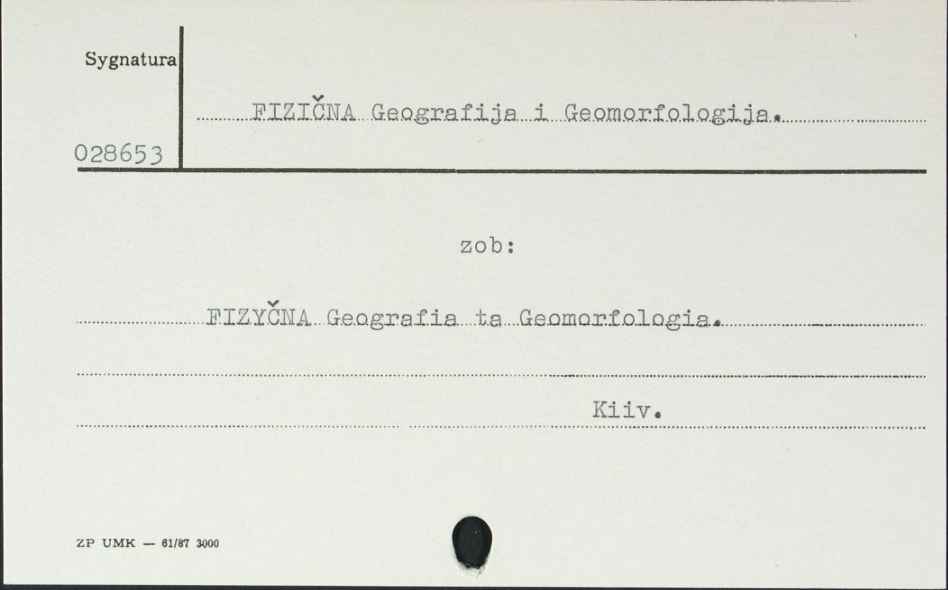 Sygnatura
FIZIČNA Geografija i Geomorfologija.
028653
zob:
FIZYČNA Geografia ta Geomorfologia.
Kiiv.
ZP UMK — 61/87 3000